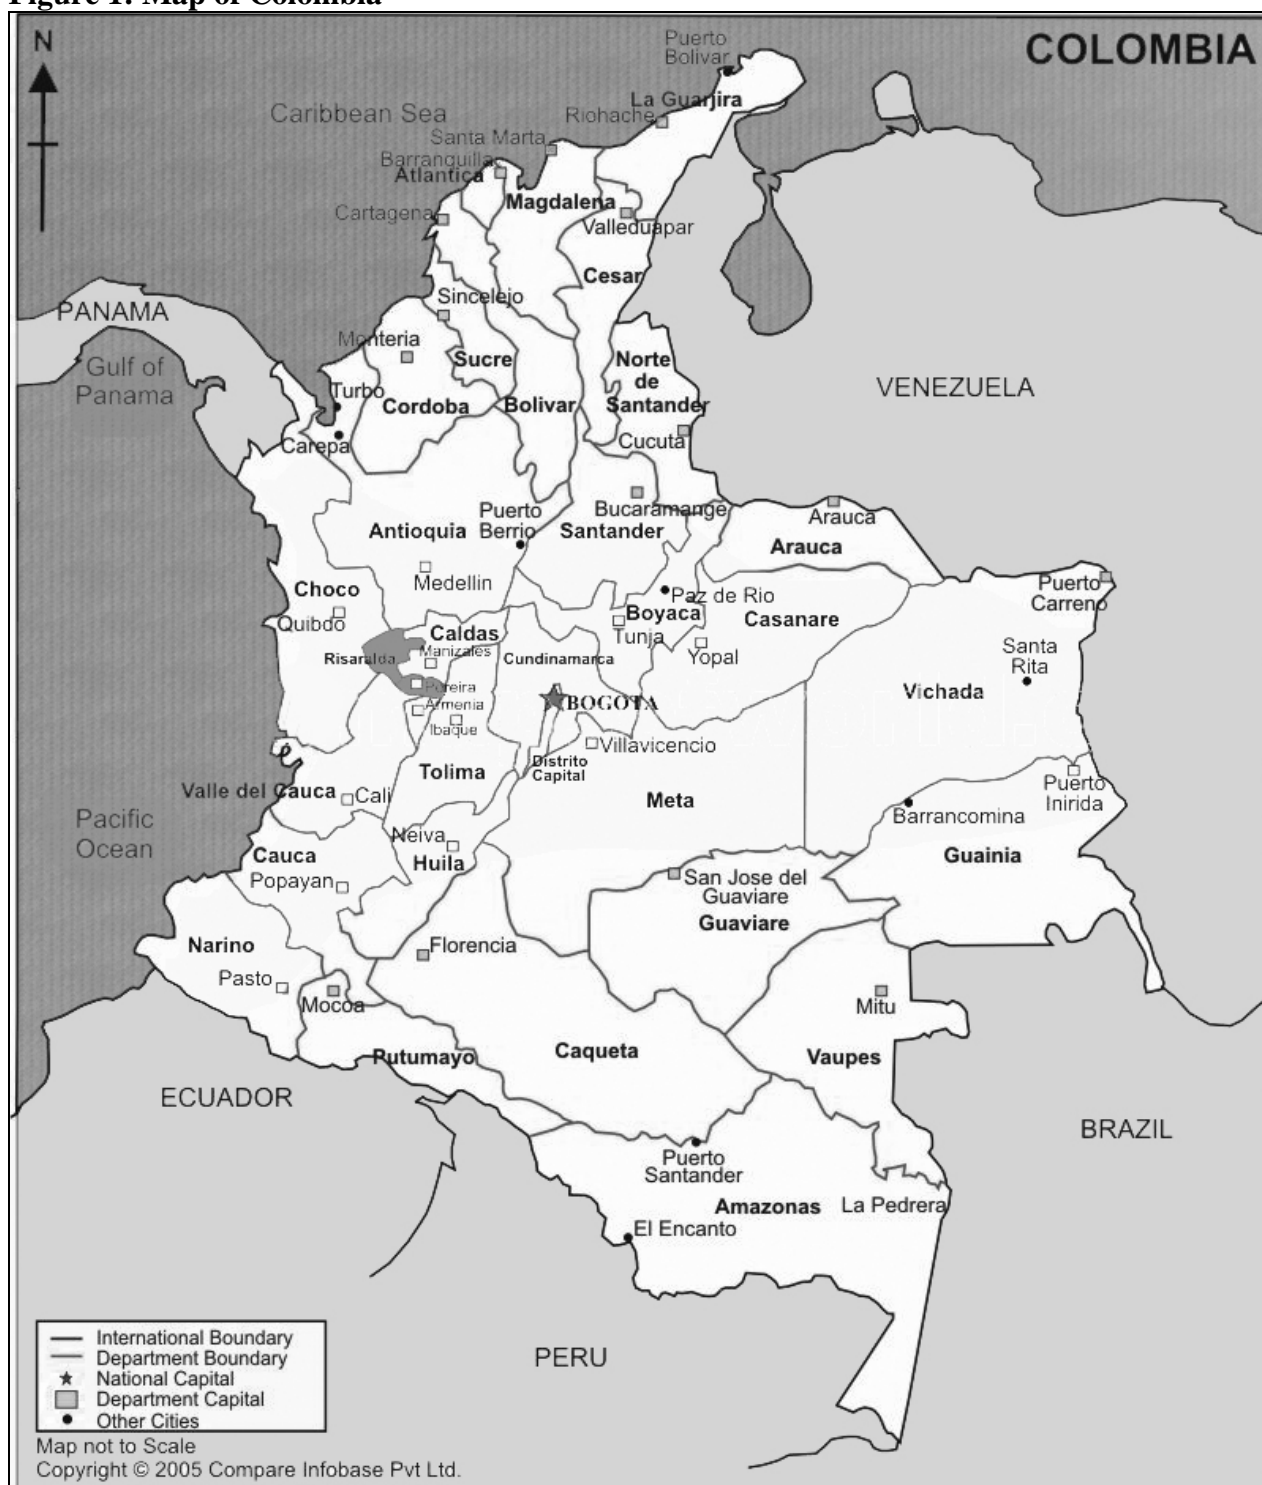 Figure 1: Map of Colombia
N
COLOMBIA
Puerto
Bolivar
La Guarjira
Riohache
Caribbean Sea
Santa Marta
Barranquilla
Atlantica
Magdalena
Cartagena
Valleduapar
Cesar
Sincelejo
PANAMA
Monteria
Gulf of
Panama
Sucre
Norte
de
Santander
VENEZUELA
Turbo
Cordoba
Bolivar
Carepa
Cucuta
Bucaramange
Puerto
Berrio
Santander
Antioquia
Arauca
Arauca
Medellin
Choco
Quibdo
Paz de Rio
Boyaca
Casanare
Puerto
Carreno
Caldas
Tunja
Yopal
Santa
Rita
Risaralda
Manizales
Cundinamarca
Pereira
Armenia
Ibaque
BOGOTA
Vichada
Villavicencio
Distrito
Capital
Tolima
Valle del Cauca
Cali
Meta
Puerto
Inirida
Barrancomina
Pacific
Ocean
Neiva
Huila
Cauca
Popayan
Guainia
San Jose del
Guaviare
Guaviare
Narino
Florencia
Pasto
Mocoa
Mitu
Putumayo
Caqueta
Vaupes
ECUADOR
BRAZIL
Puerto
Santander
Amazonas
La Pedrera
El Encanto
PERU
International Boundary
Department Boundary
National Capital
Department Capital
Other Cities
Map not to Scale
Copyright © 2005 Compare Infobase Pvt Ltd.